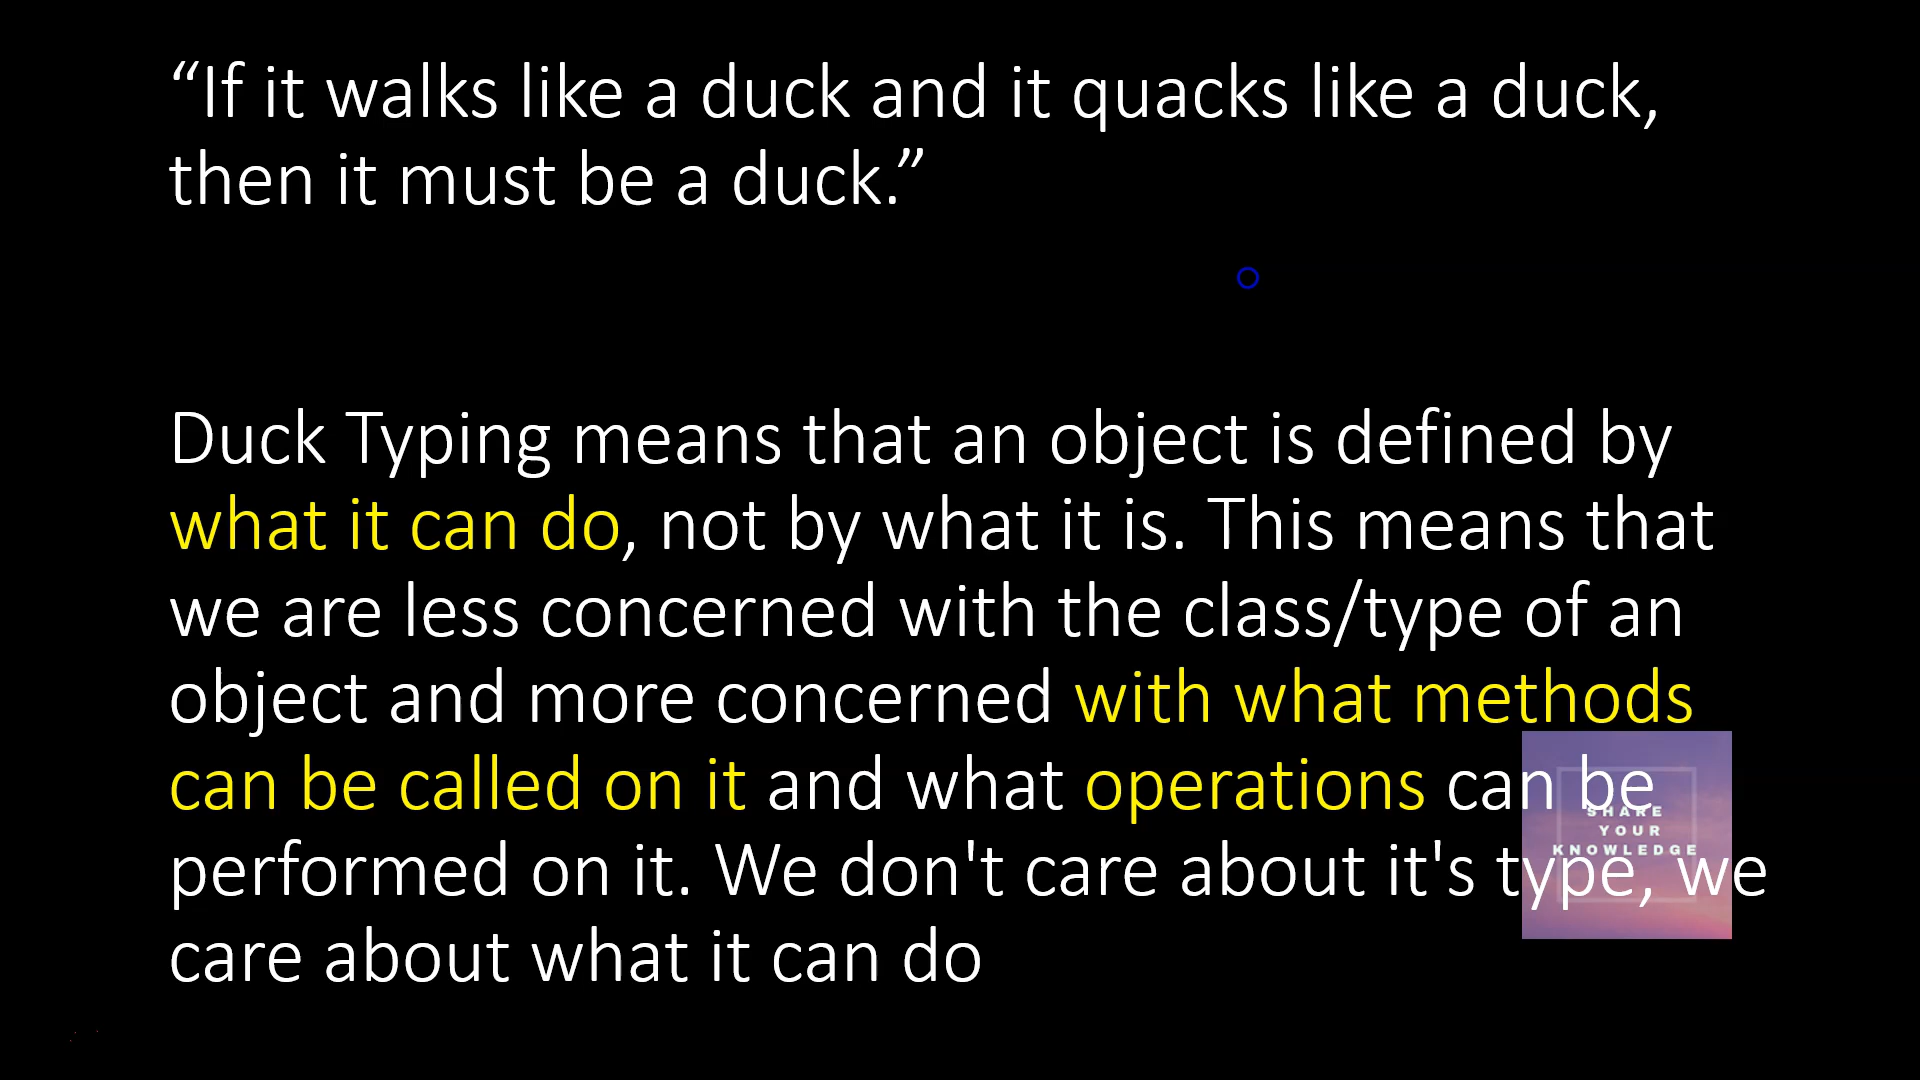 “If it walks like a duck and it quacks like a duck,
then it must be a duck.”
Duck Typing means that an object is defined by
what it can do, not by what it is. This means that
we are less concerned with the class/type of an
object and more concerned with what methods
can be called on it and what operations can be
performed on it. We don't care about it's type, we
care about what it can do
SHARE
YOUR
KNOWLEDGE